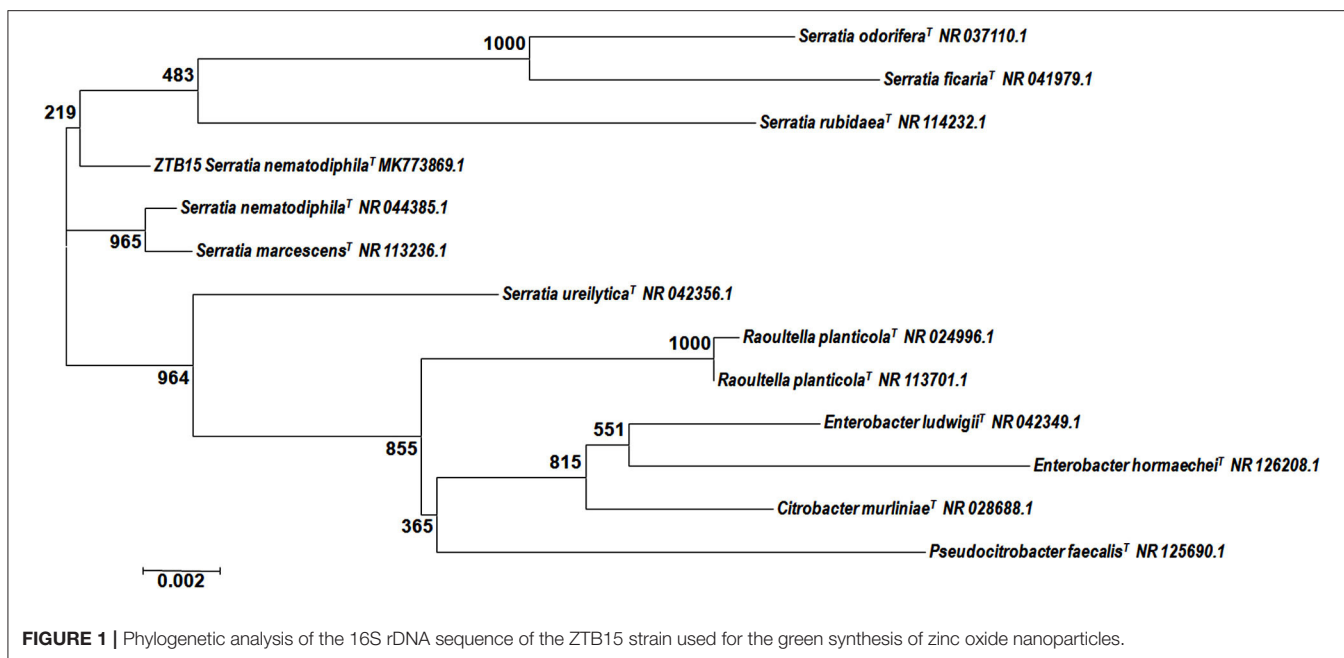 1000
Serratia odorifera^T NR 037110.1
483
Serratia ficaria^T NR 041979.1
219
Serratia rubidaea^T NR 114232.1
ZTB15 Serratia nematodiphila^T MK773869.1
Serratia nematodiphila^T NR 044385.1
965
Serratia marcescens^T NR 113236.1
Serratia ureilytica^T NR 042356.1
964
1000
Raoultella planticola^T NR 024996.1
Raoultella planticola^T NR 113701.1
855
551
Enterobacter ludwigii^T NR 042349.1
815
Enterobacter hormaechei^T NR 126208.1
Citrobacter murliniae^T NR 028688.1
365
Pseudocitrobacter faecalis^T NR 125690.1
0.002
FIGURE 1 | Phylogenetic analysis of the 16S rDNA sequence of the ZTB15 strain used for the green synthesis of zinc oxide nanoparticles.